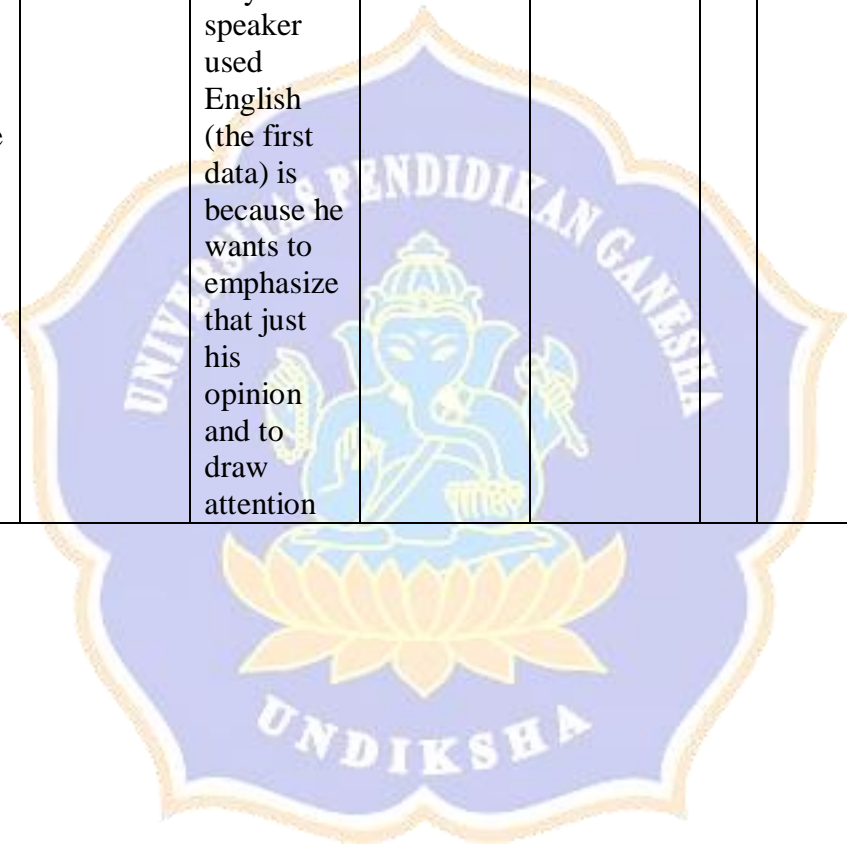 speaker
used
English
(the first
data) is
because he
wants to
emphasize
that just
his
opinion
and to
draw
attention
UNIVERSITAS PENDIDIKAN GANESHA
UNDIKSHA